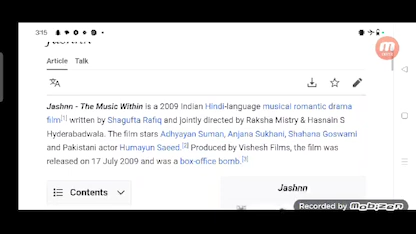 3:15
Jashnn
Article Talk
Jashnn - The Music Within is a 2009 Indian Hindi-language musical romantic drama
film[1] written by Shagufta Rafiq and jointly directed by Raksha Mistry & Hasnain S
Hyderabadwala. The film stars Adhyayan Suman, Anjana Sukhani, Shahana Goswami
and Pakistani actor Humayun Saeed.[2] Produced by Vishesh Films, the film was
released on 17 July 2009 and was a box-office bomb.[3]
Contents
Jashnn
Recorded by Mobizen